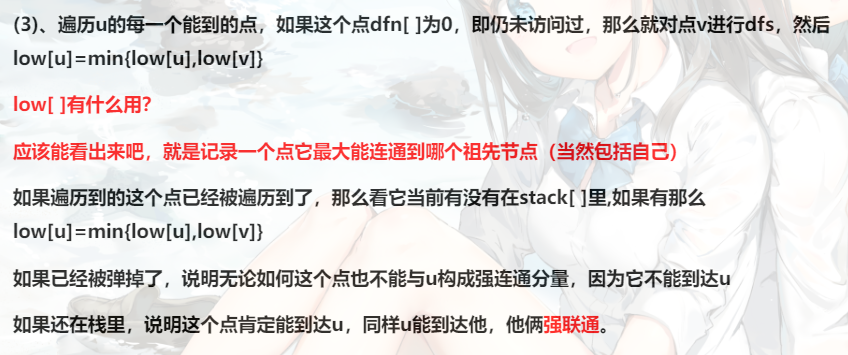 (3)、遍历u的每一个能到的点，如果这个点dfn[ ]为0，即仍未访问过，那么就对点v进行dfs，然后
low[u]=min{low[u],low[v]}
low[ ]有什么用？
应该能看出来吧，就是记录一个点它最大能连通到哪个祖先节点（当然包括自己）
如果遍历到的这个点已经被遍历到了，那么看它当前有没有在stack[ ]里,如果有那么
low[u]=min{low[u],low[v]}
如果已经被弹掉了，说明无论如何这个点也不能与u构成强连通分量，因为它不能到达u
如果还在栈里，说明这个点肯定能到达u，同样u能到达他，他俩强联通。